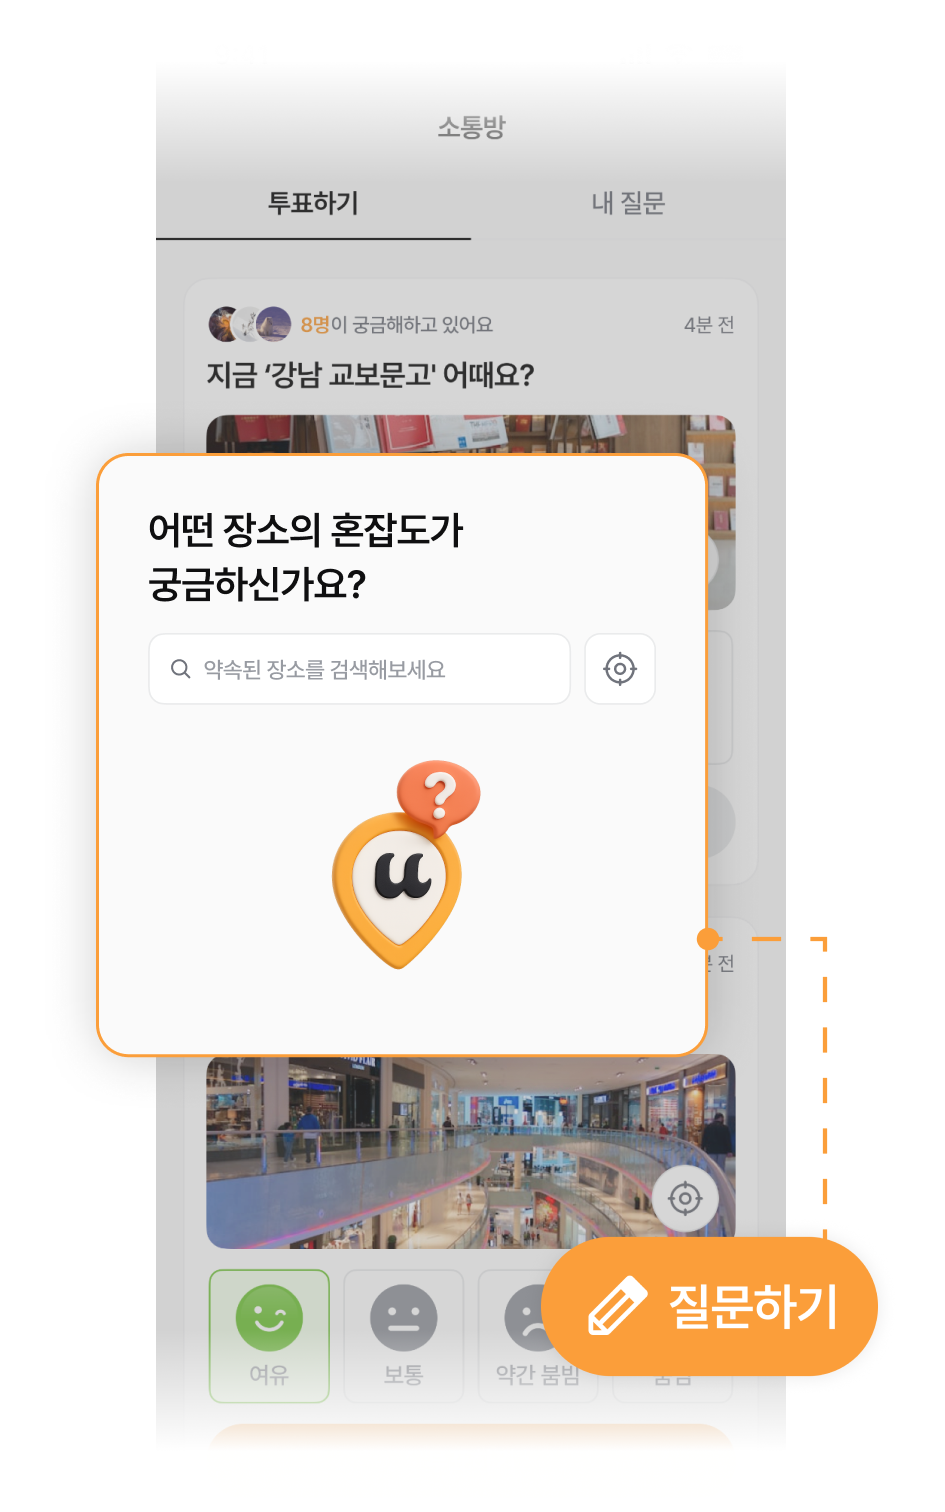 소통방
투표하기
내 질문
8명이 궁금해하고 있어요
4분 전
지금 ‘강남 교보문고' 어때요?
어떤 장소의 혼잡도가
궁금하신가요?
약속된 장소를 검색해보세요
?
u
전
질문하기
여유
보통
약간 붐빔